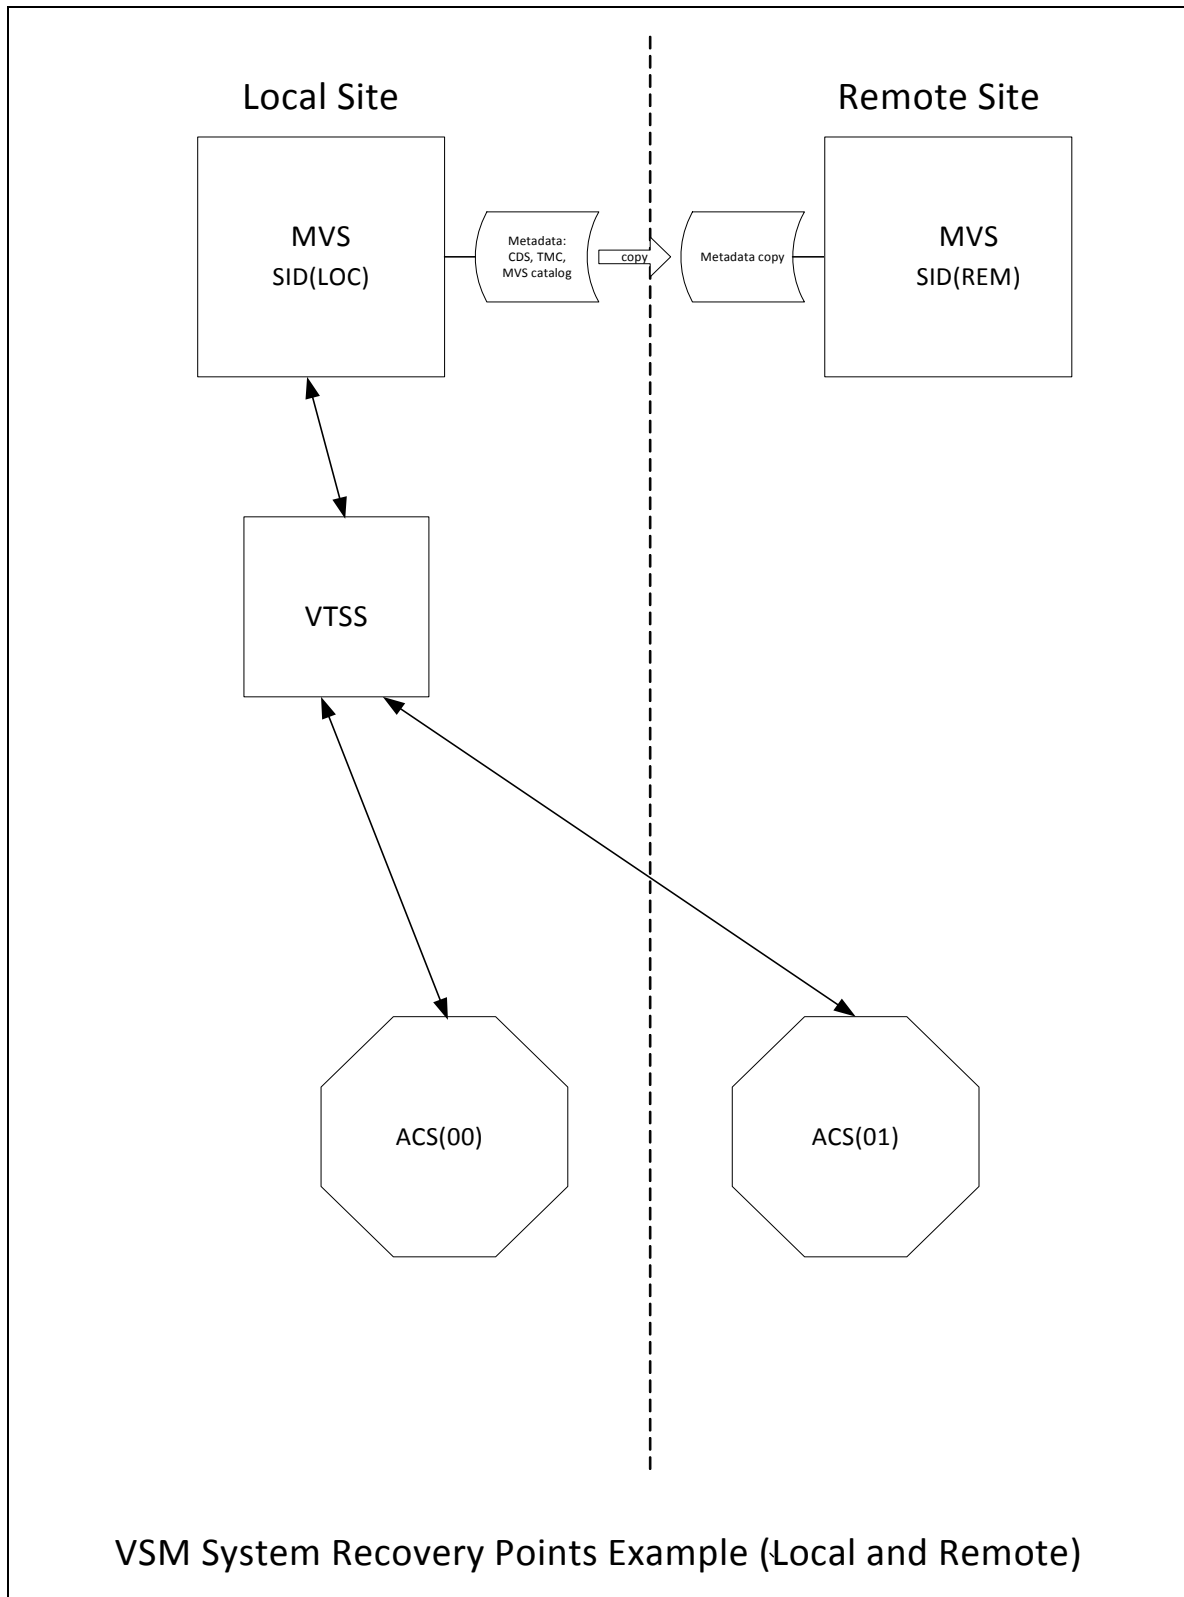 Local Site
Remote Site
MVS
SID(LOC)
Metadata:
CDS, TMC,
MVS catalog
copy
Metadata copy
MVS
SID(REM)
VTSS
ACS(00)
ACS(01)
VSM System Recovery Points Example (Local and Remote)